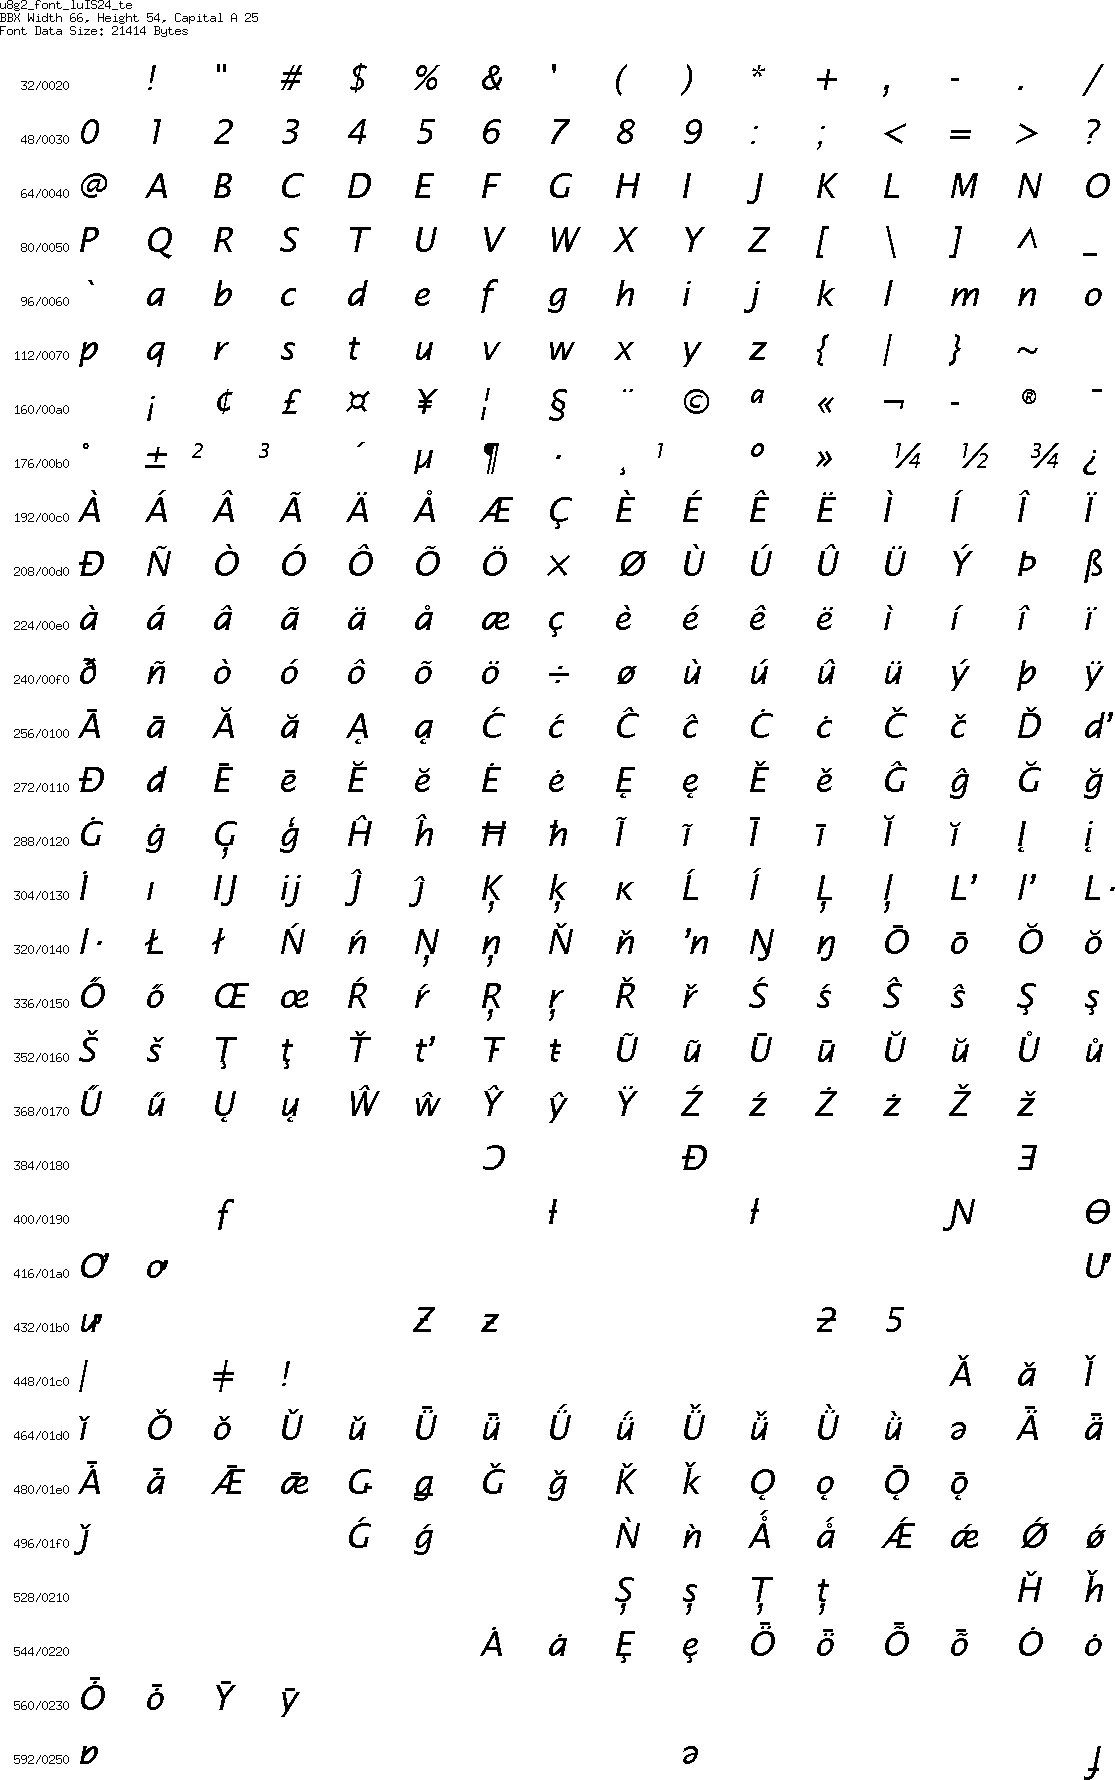 u8g2_font_luIS24_te
BBX Width 66, Height 54, Capital A 25
Font Data Size: 21414 Bytes
32/0020 ! " # $ % & ' ( ) * + , - . /
48/0030 0 1 2 3 4 5 6 7 8 9 : ; < = > ?
64/0040 @ A B C D E F G H I J K L M N O
80/0050 P Q R S T U V W X Y Z [ \ ] ^ _
96/0060 ` a b c d e f g h i j k l m n o
112/0070 p q r s t u v w x y z { | } ~
160/00a0 ¡ ¢ £ ¤ ¥ ¦ § ¨ © ª « ¬ - ® ¯
176/00b0 ° ± ² ³ ´ µ ¶ · ¸ ¹ º » ¼ ½ ¾ ¿
192/00c0 À Á Â Ã Ä Å Æ Ç È É Ê Ë Ì Í Î Ï
208/00d0 Ð Ñ Ò Ó Ô Õ Ö × Ø Ù Ú Û Ü Ý Þ ß
224/00e0 à á â ã ä å æ ç è é ê ë ì í î ï
240/00f0 ð ñ ò ó ô õ ö ÷ ø ù ú û ü ý þ ÿ
256/0100 Ā ā Ă ă Ą ą Ć ć Ĉ ĉ Ċ ċ Č č Ď ď
272/0110 Đ đ Ē ē Ĕ ĕ Ė ė Ę ę Ě ě Ĝ ĝ Ğ ğ
288/0120 Ġ ġ Ģ ģ Ĥ ĥ Ħ ħ Ĩ ĩ Ī ī Ĭ ĭ Į į
304/0130 İ ı Ĳ ĳ Ĵ ĵ Ķ ķ ĸ Ĺ ĺ Ļ ļ Ľ ľ Ŀ
320/0140 ŀ Ł ł Ń ń Ņ ņ Ň ň ŉ Ŋ ŋ Ō ō Ŏ ŏ
336/0150 Ő ő Œ œ Ŕ ŕ Ŗ ŗ Ř ř Ś ś Ŝ ŝ Ş ş
352/0160 Š š Ţ ţ Ť ť Ŧ ŧ Ũ ũ Ū ū Ŭ ŭ Ů ů
368/0170 Ű ű Ų ų Ŵ ŵ Ŷ ŷ Ÿ Ź ź Ż ż Ž ž
384/0180 Ɔ Ɖ Ǝ
400/0190 ƒ Ɨ ƚ Ɲ Ɵ
416/01a0 Ơ ơ Ư
432/01b0 ư Ƶ ƶ ƻ Ƽ
448/01c0 ǀ ǂ ǃ Ǎ ǎ Ǐ
464/01d0 ǐ Ǒ ǒ Ǔ ǔ Ǖ ǖ Ǘ ǘ Ǚ ǚ Ǜ ǜ ǝ Ǟ ǟ
480/01e0 Ǡ ǡ Ǣ ǣ Ǥ ǥ Ǧ ǧ Ǩ ǩ Ǫ ǫ Ǭ ǭ
496/01f0 ǰ Ǵ ǵ Ǹ ǹ Ǻ ǻ Ǽ ǽ Ǿ ǿ
528/0210 Ș ș Ț ț Ȟ ȟ
544/0220 Ȧ ȧ Ȩ ȩ Ȫ ȫ Ȭ ȭ Ȯ ȯ
560/0230 Ȱ ȱ Ȳ ȳ
592/0250 ɐ ə ɟ